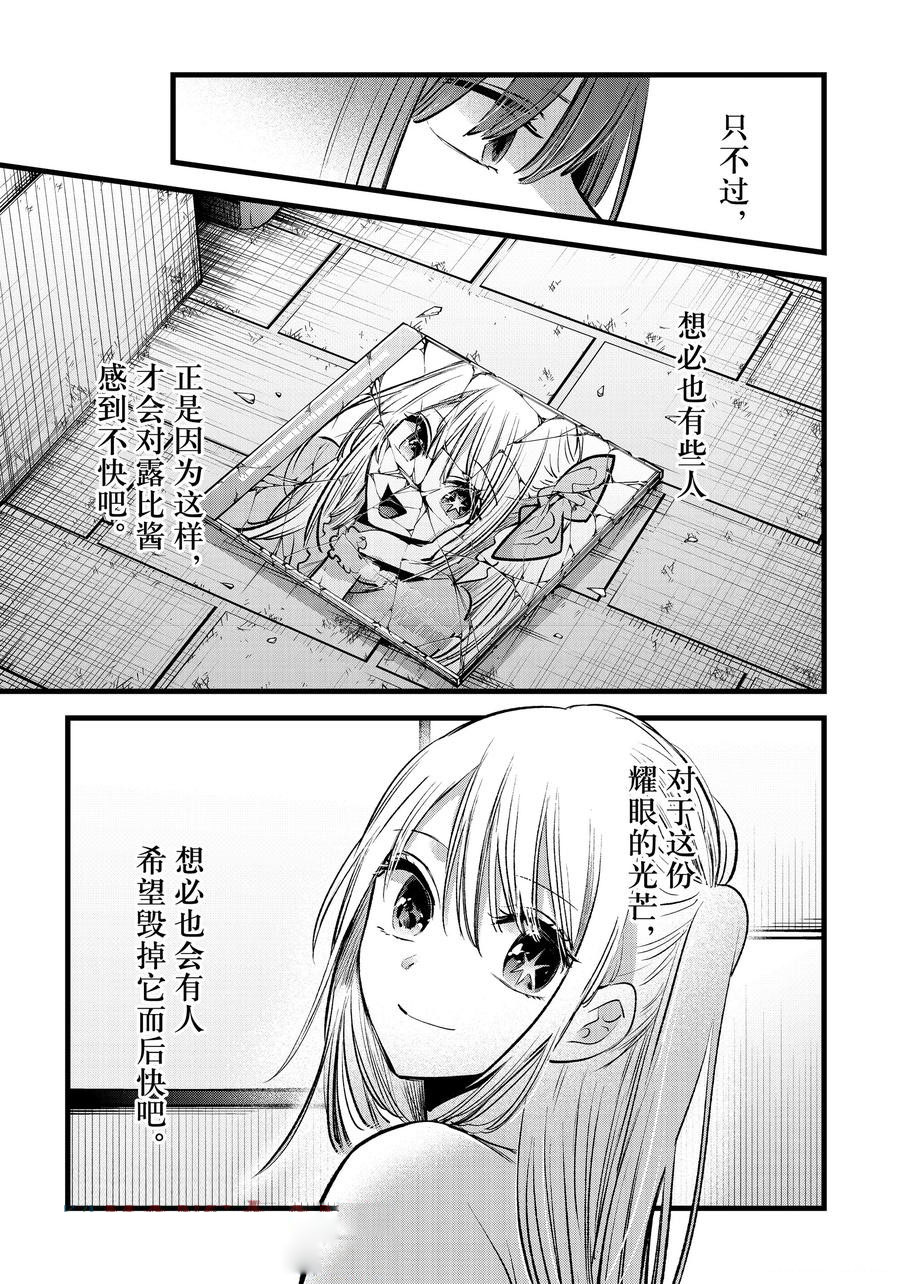 只不过，
想必也有些人
正是因为这样，
才会对露比酱
感到不快吧。
对于这份
耀眼的光芒，
想必也会有人
希望毁掉它而后快吧。